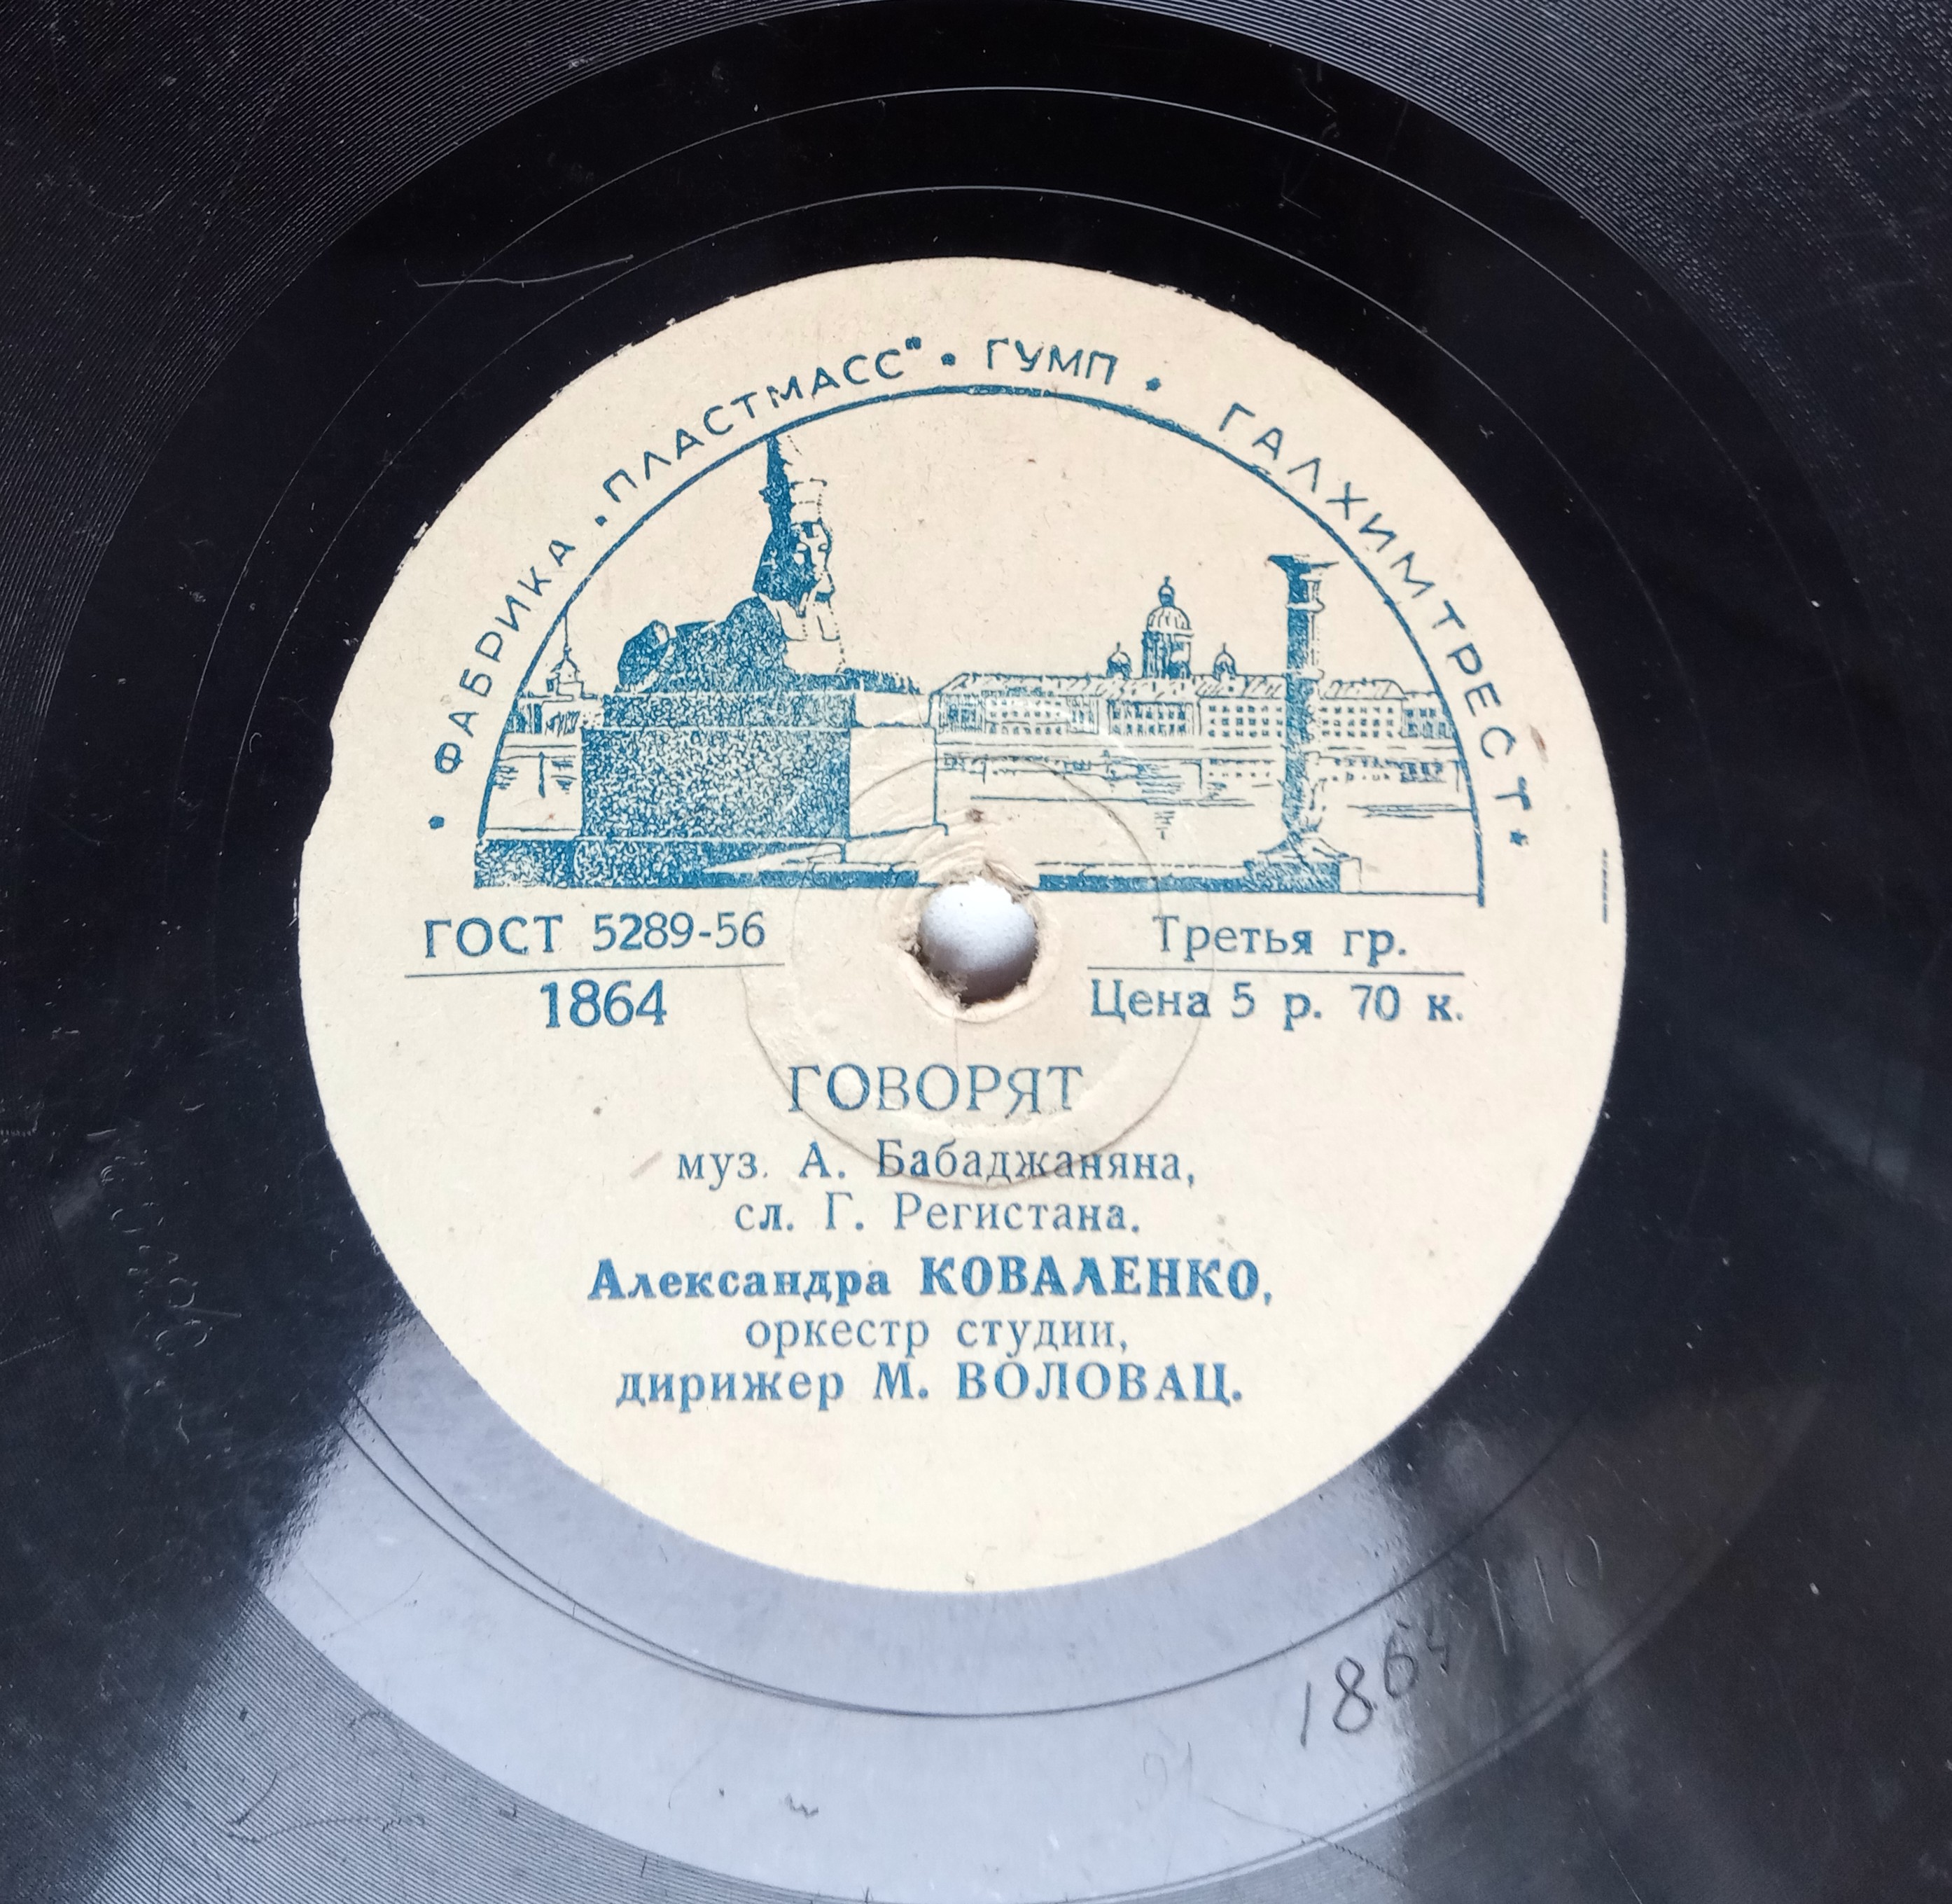 • ФАБРИКА „ПЛАСТМАСС" • ГУМП • ГАЛХИМТРЕСТ •
ГОСТ 5289-56
1864
Третья гр.
Цена 5 р. 70 к.
ГОВОРЯТ
муз. А. Бабаджаняна,
сл. Г. Регистана.
Александра КОВАЛЕНКО,
оркестр студии,
дирижер М. ВОЛОВАЦ.